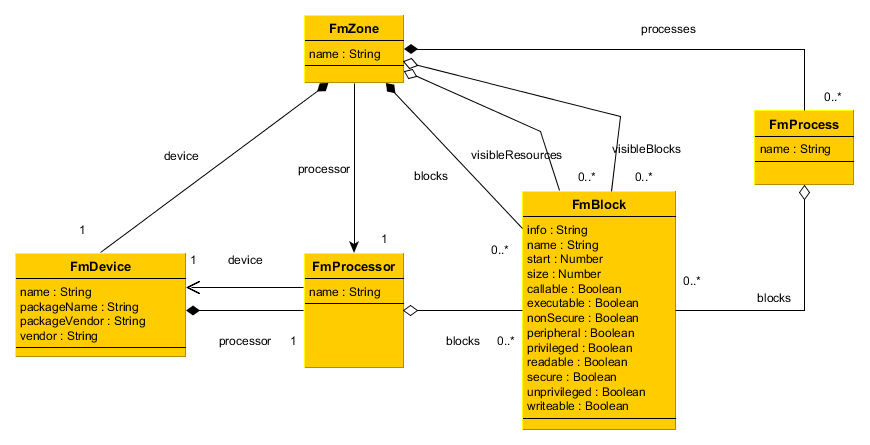 FmZone
name : String
processes
0..*
FmProcess
name : String
device
processor
blocks
visibleResources
visibleBlocks
0..*
0..*
1
1
0..*
FmBlock
info : String
name : String
start : Number
size : Number
callable : Boolean
executable : Boolean
nonSecure : Boolean
peripheral : Boolean
privileged : Boolean
readable : Boolean
secure : Boolean
unprivileged : Boolean
writeable : Boolean
FmDevice
name : String
packageName : String
packageVendor : String
vendor : String
1
device
FmProcessor
name : String
processor
1
blocks
0..*
0..*
blocks